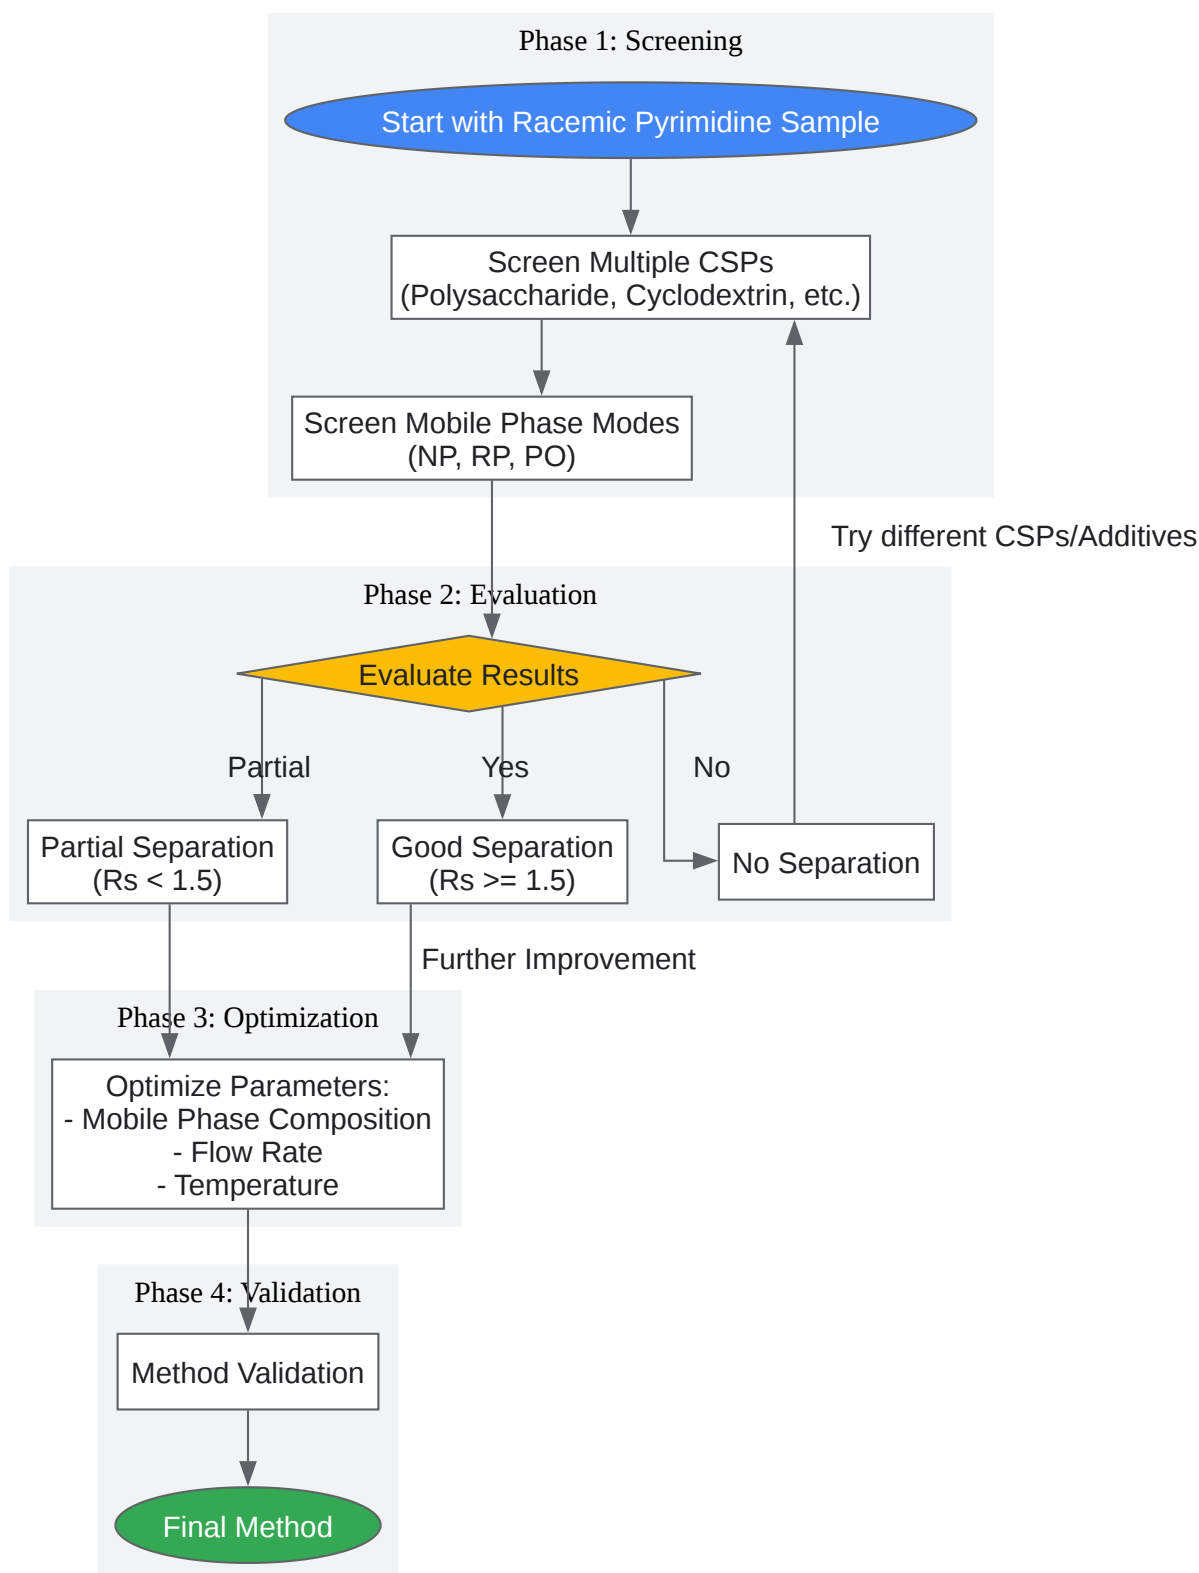 Phase 1: Screening
Start with Racemic Pyrimidine Sample
Screen Multiple CSPs
(Polysaccharide, Cyclodextrin, etc.)
Screen Mobile Phase Modes
(NP, RP, PO)
Try different CSPs/Additives
Phase 2: Evaluation
Evaluate Results
Partial
Yes
No
Partial Separation
(Rs < 1.5)
Good Separation
(Rs >= 1.5)
No Separation
Further Improvement
Phase 3: Optimization
Optimize Parameters:
- Mobile Phase Composition
- Flow Rate
- Temperature
Phase 4: Validation
Method Validation
Final Method